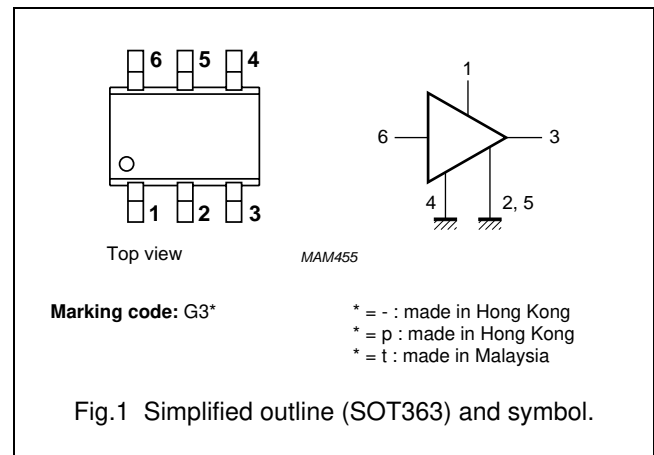 6 5 4
1 2 3
Top view
1
6
3
4
2, 5
MAM455
Marking code: G3*
* = - : made in Hong Kong
* = p : made in Hong Kong
* = t : made in Malaysia
Fig.1 Simplified outline (SOT363) and symbol.